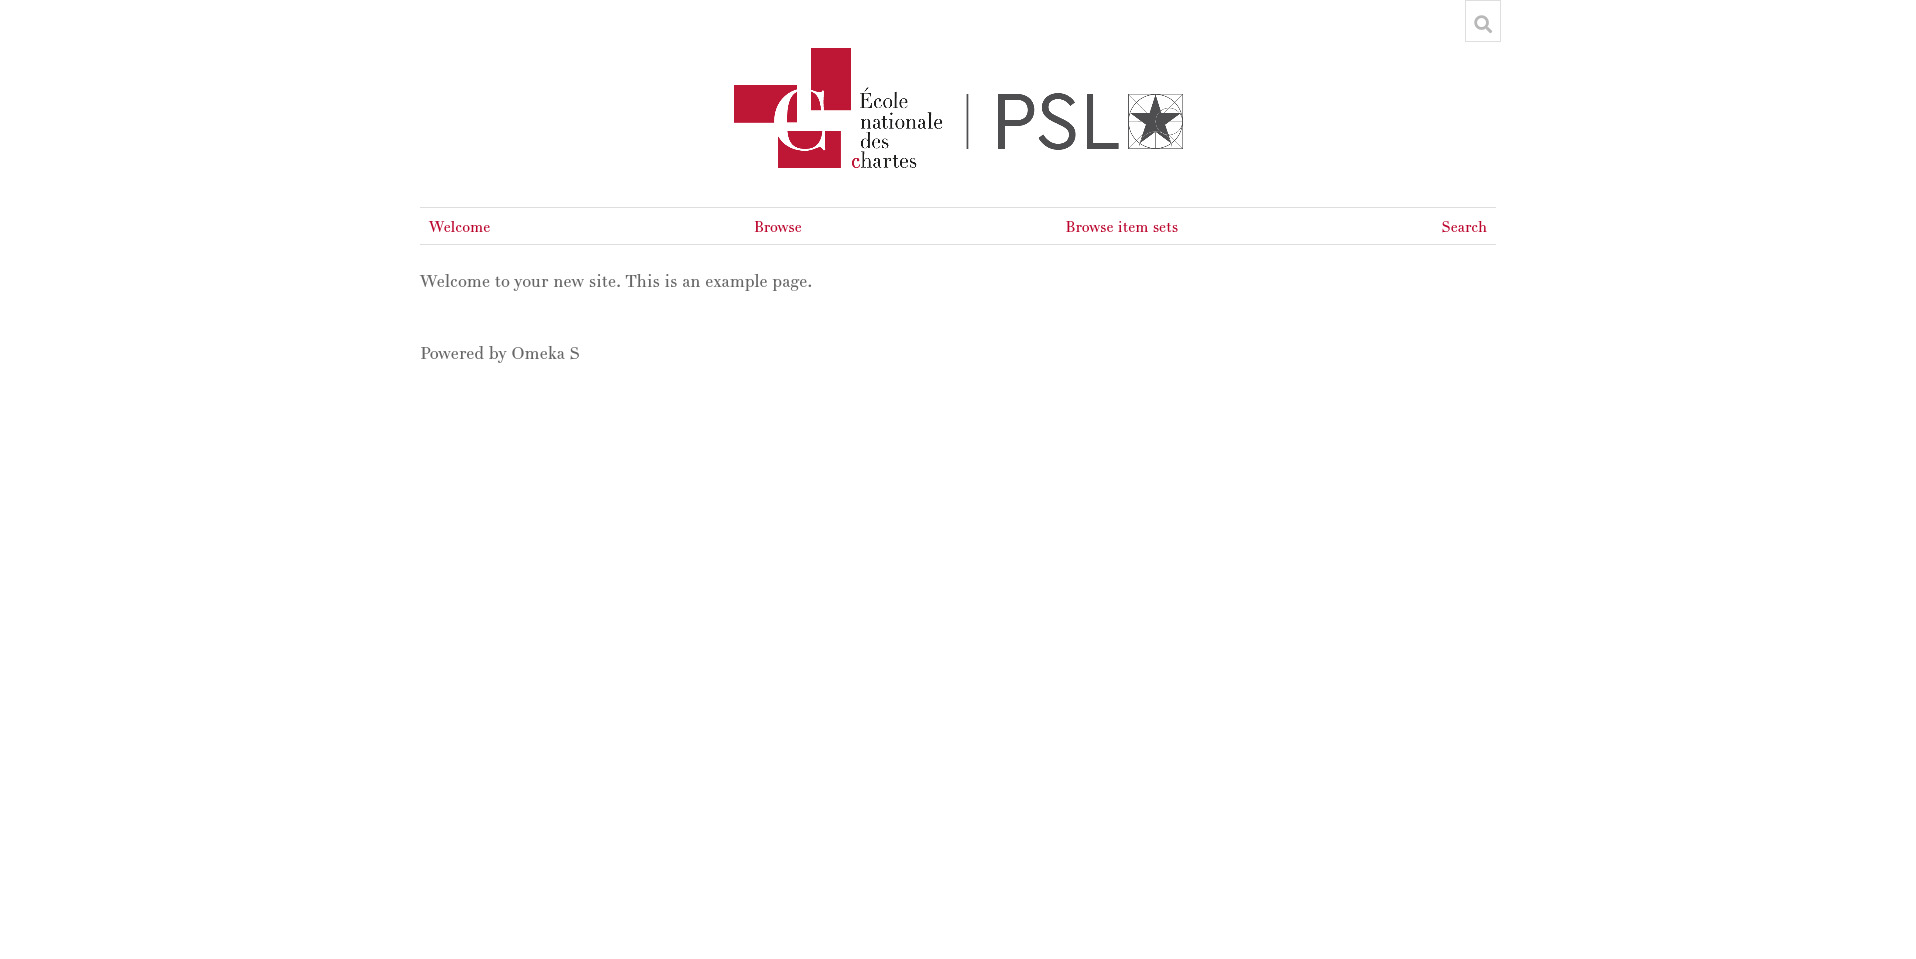 École
nationale
des
chartes
PSL
Welcome Browse Browse item sets Search
Welcome to your new site. This is an example page.
Powered by Omeka S